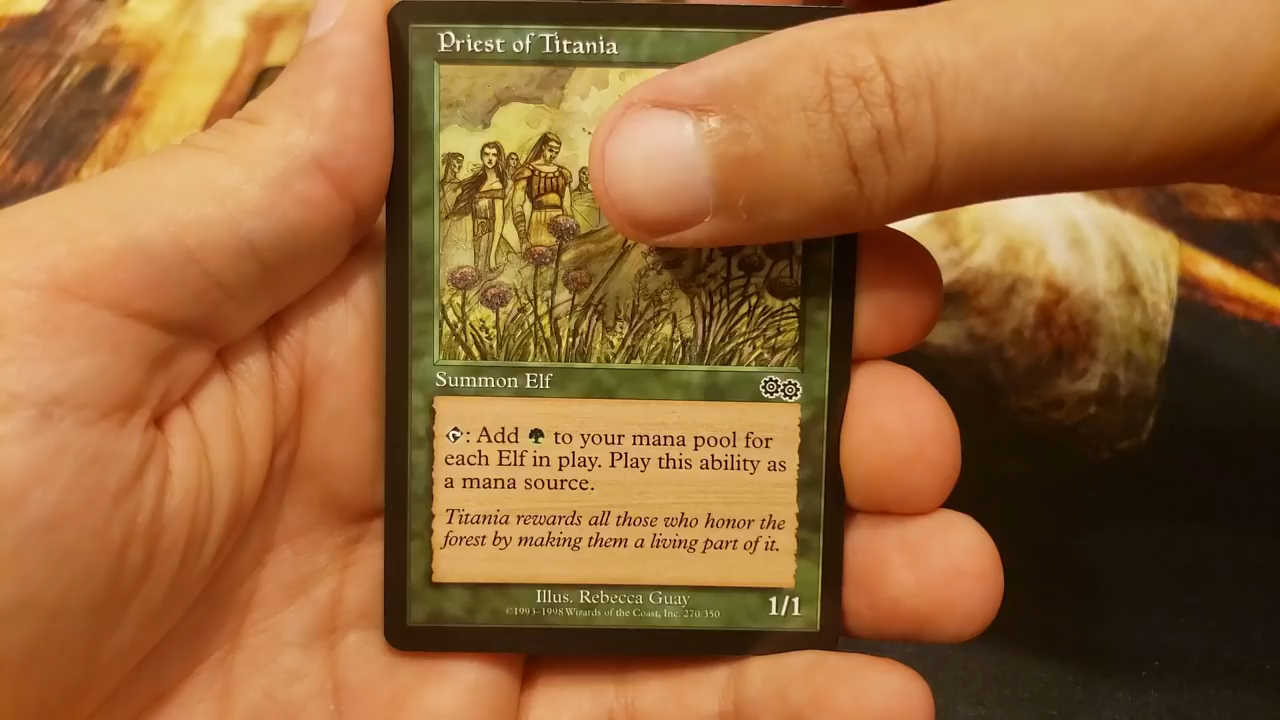 Priest of Titania
Summon Elf
: Add to your mana pool for
each Elf in play. Play this ability as
a mana source.
Titania rewards all those who honor the
forest by making them a living part of it.
Illus. Rebecca Guay
©1993-1998 Wizards of the Coast, Inc. 270/350
1/1